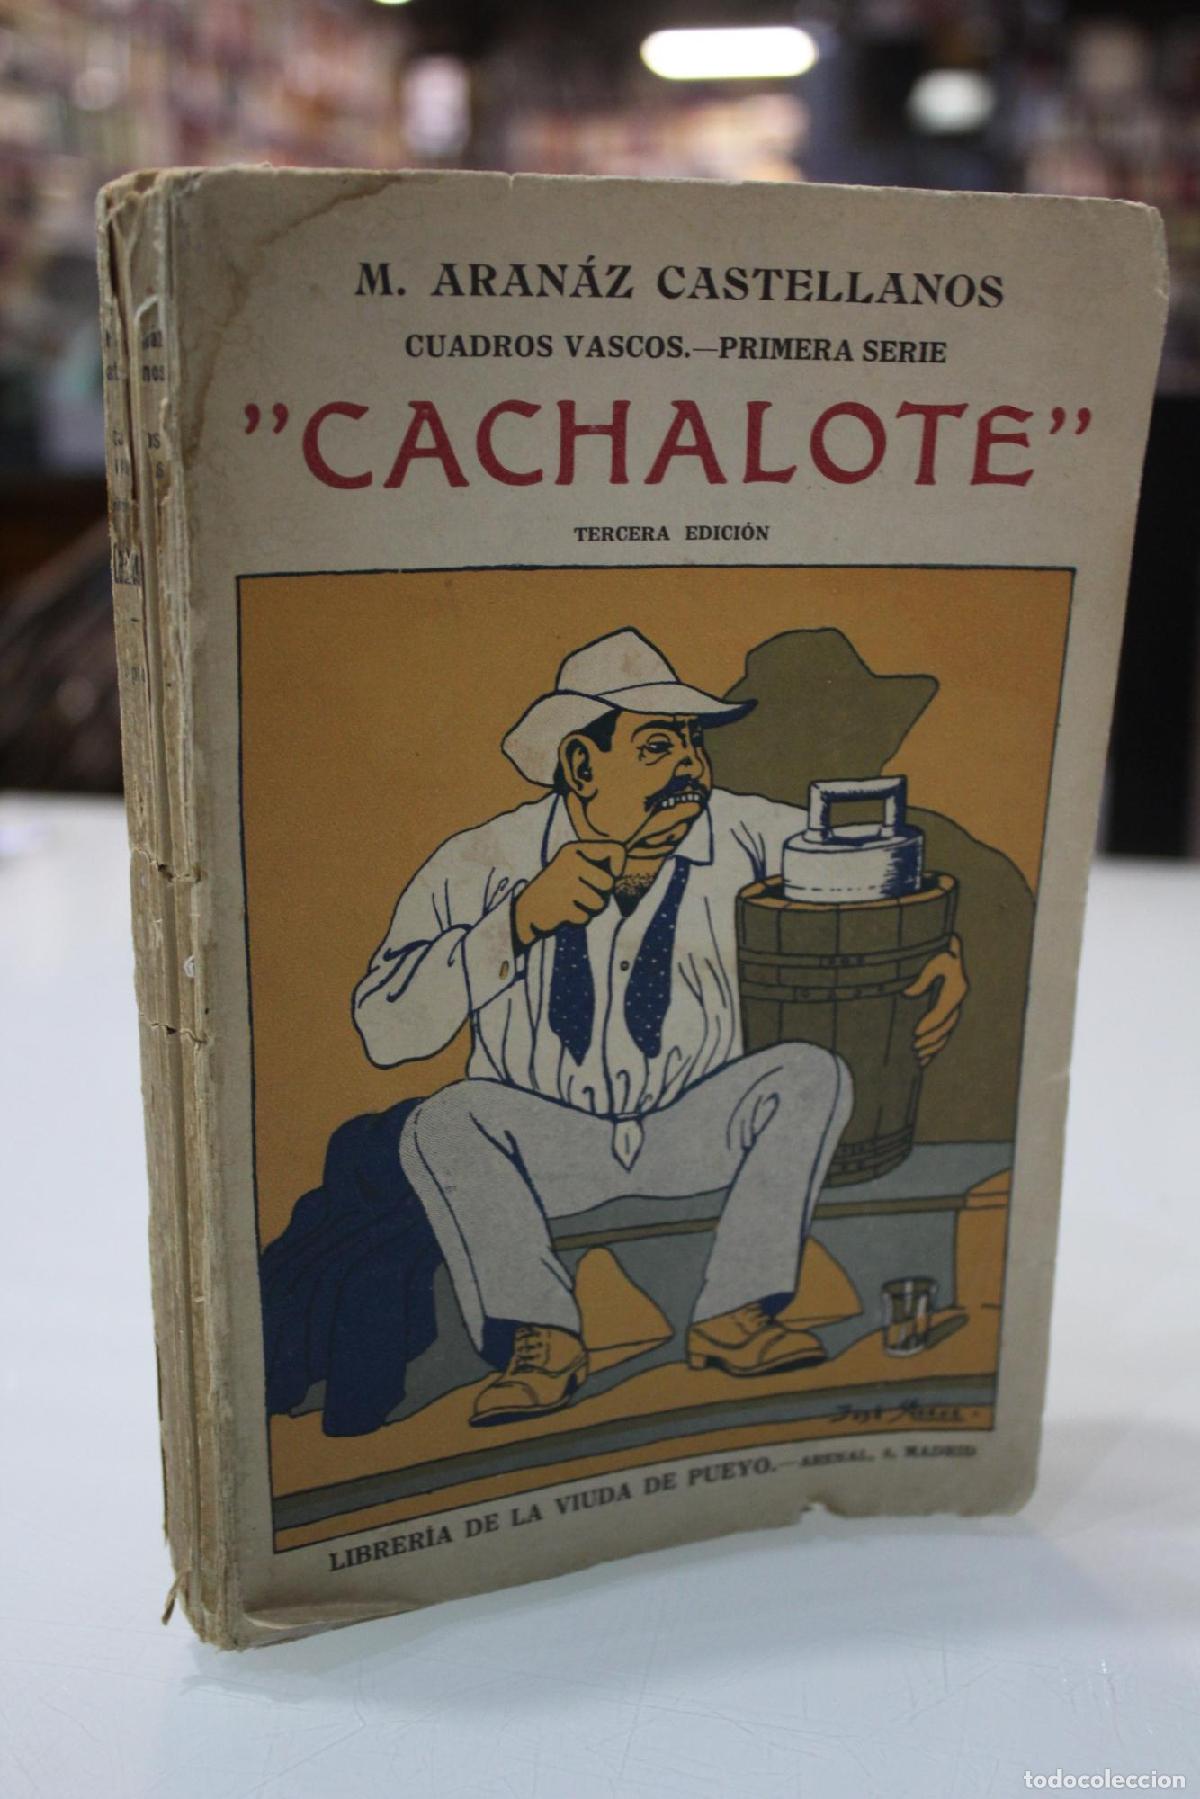 M. ARANÁZ CASTELLANOS
CUADROS VASCOS.—PRIMERA SERIE
"CACHALOTE"
TERCERA EDICIÓN
LIBRERÍA DE LA VIUDA DE PUEYO.—ARENAL, 6, MADRID
todocoleccion